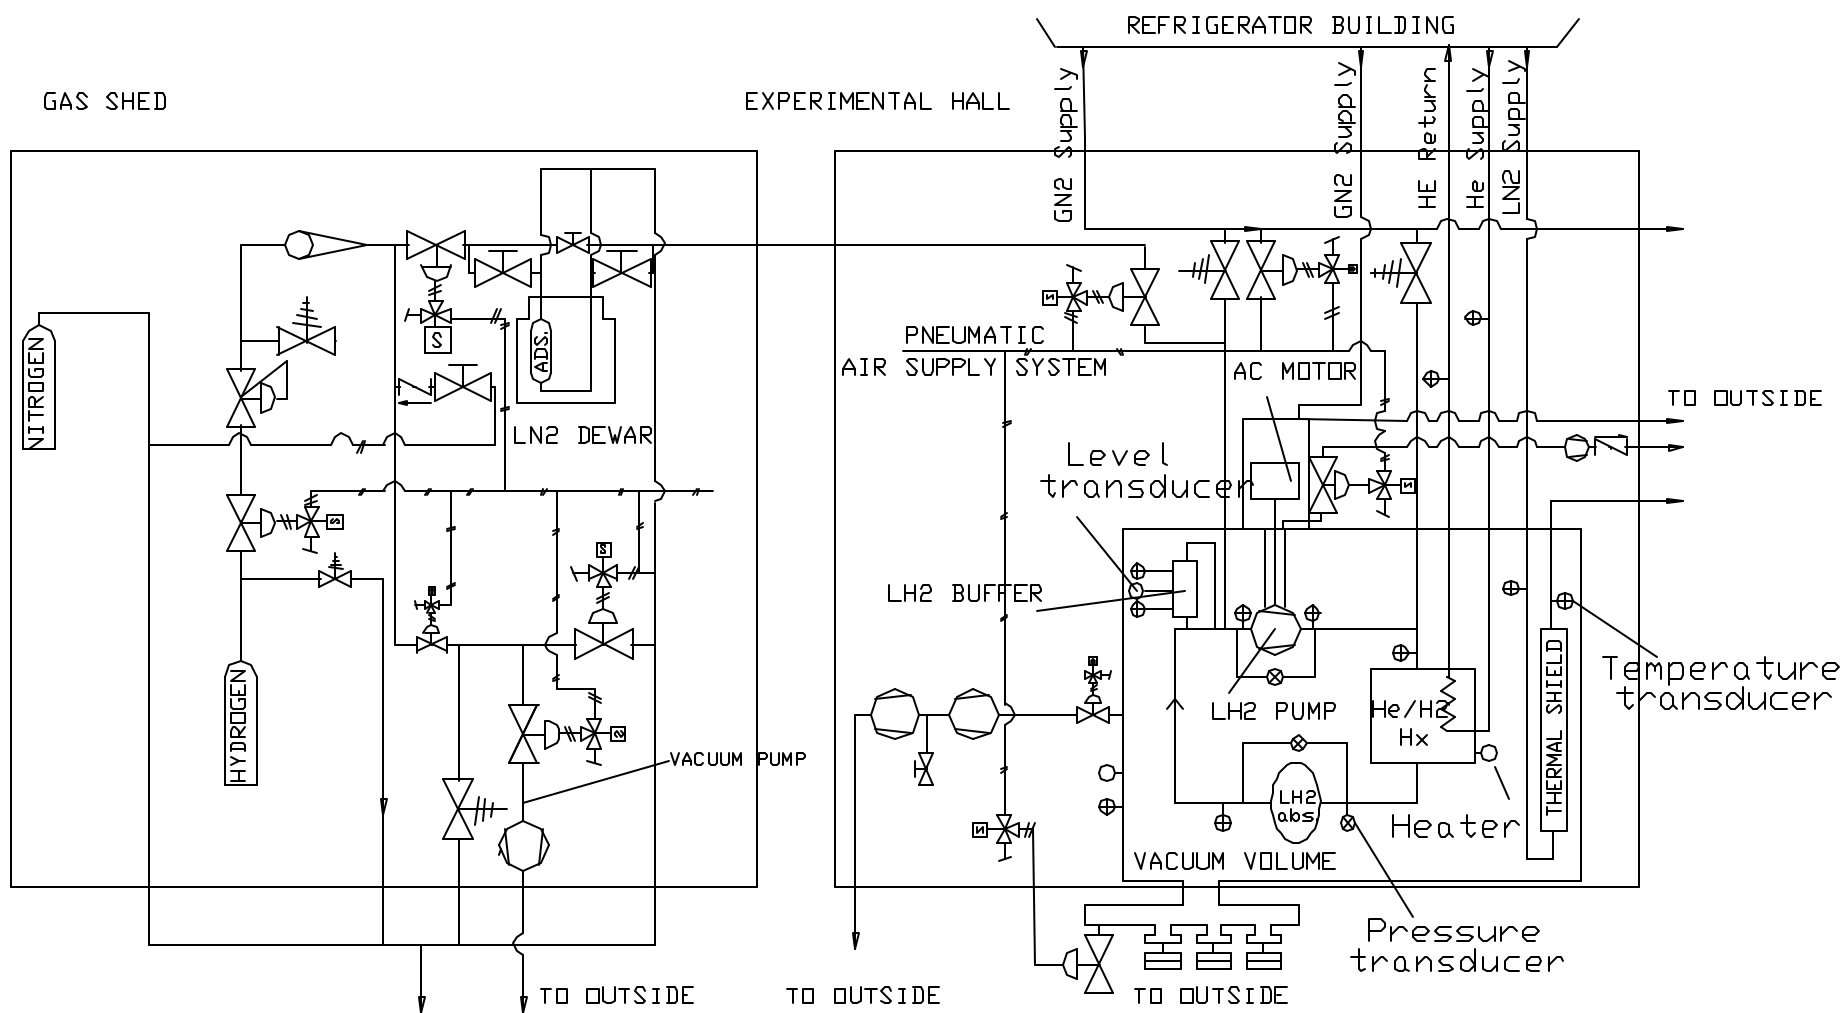 REFRIGERATOR BUILDING
GAS SHED
EXPERIMENTAL HALL
GN2 Supply
GN2 Supply
HE Return
He Supply
LN2 Supply
NITROGEN
S
ADS.
PNEUMATIC
AIR SUPPLY SYSTEM
AC MOTOR
TO OUTSIDE
LN2 DEWAR
Level
transducer
S
S
S
S
S
S
S
LH2 BUFFER
HYDROGEN
VACUUM PUMP
LH2 PUMP
He/H2
Hx
THERMAL SHIELD
Temperature
transducer
LH2
abs.
Heater
VACUUM VOLUME
Pressure
transducer
TO OUTSIDE
TO OUTSIDE
TO OUTSIDE